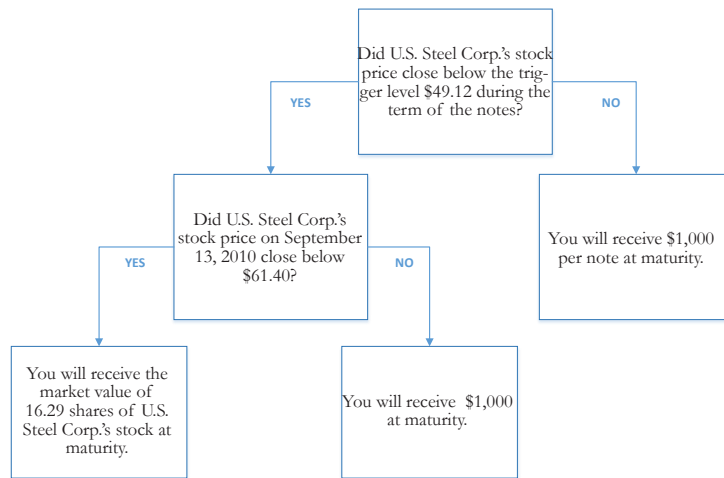 Did U.S. Steel Corp.'s stock
price close below the trig-
ger level $49.12 during the
term of the notes?
YES
NO
Did U.S. Steel Corp.'s
stock price on September
13, 2010 close below
$61.40?
You will receive $1,000
per note at maturity.
YES
NO
You will receive the
market value of
16.29 shares of U.S.
Steel Corp.'s stock at
maturity.
You will receive $1,000
at maturity.